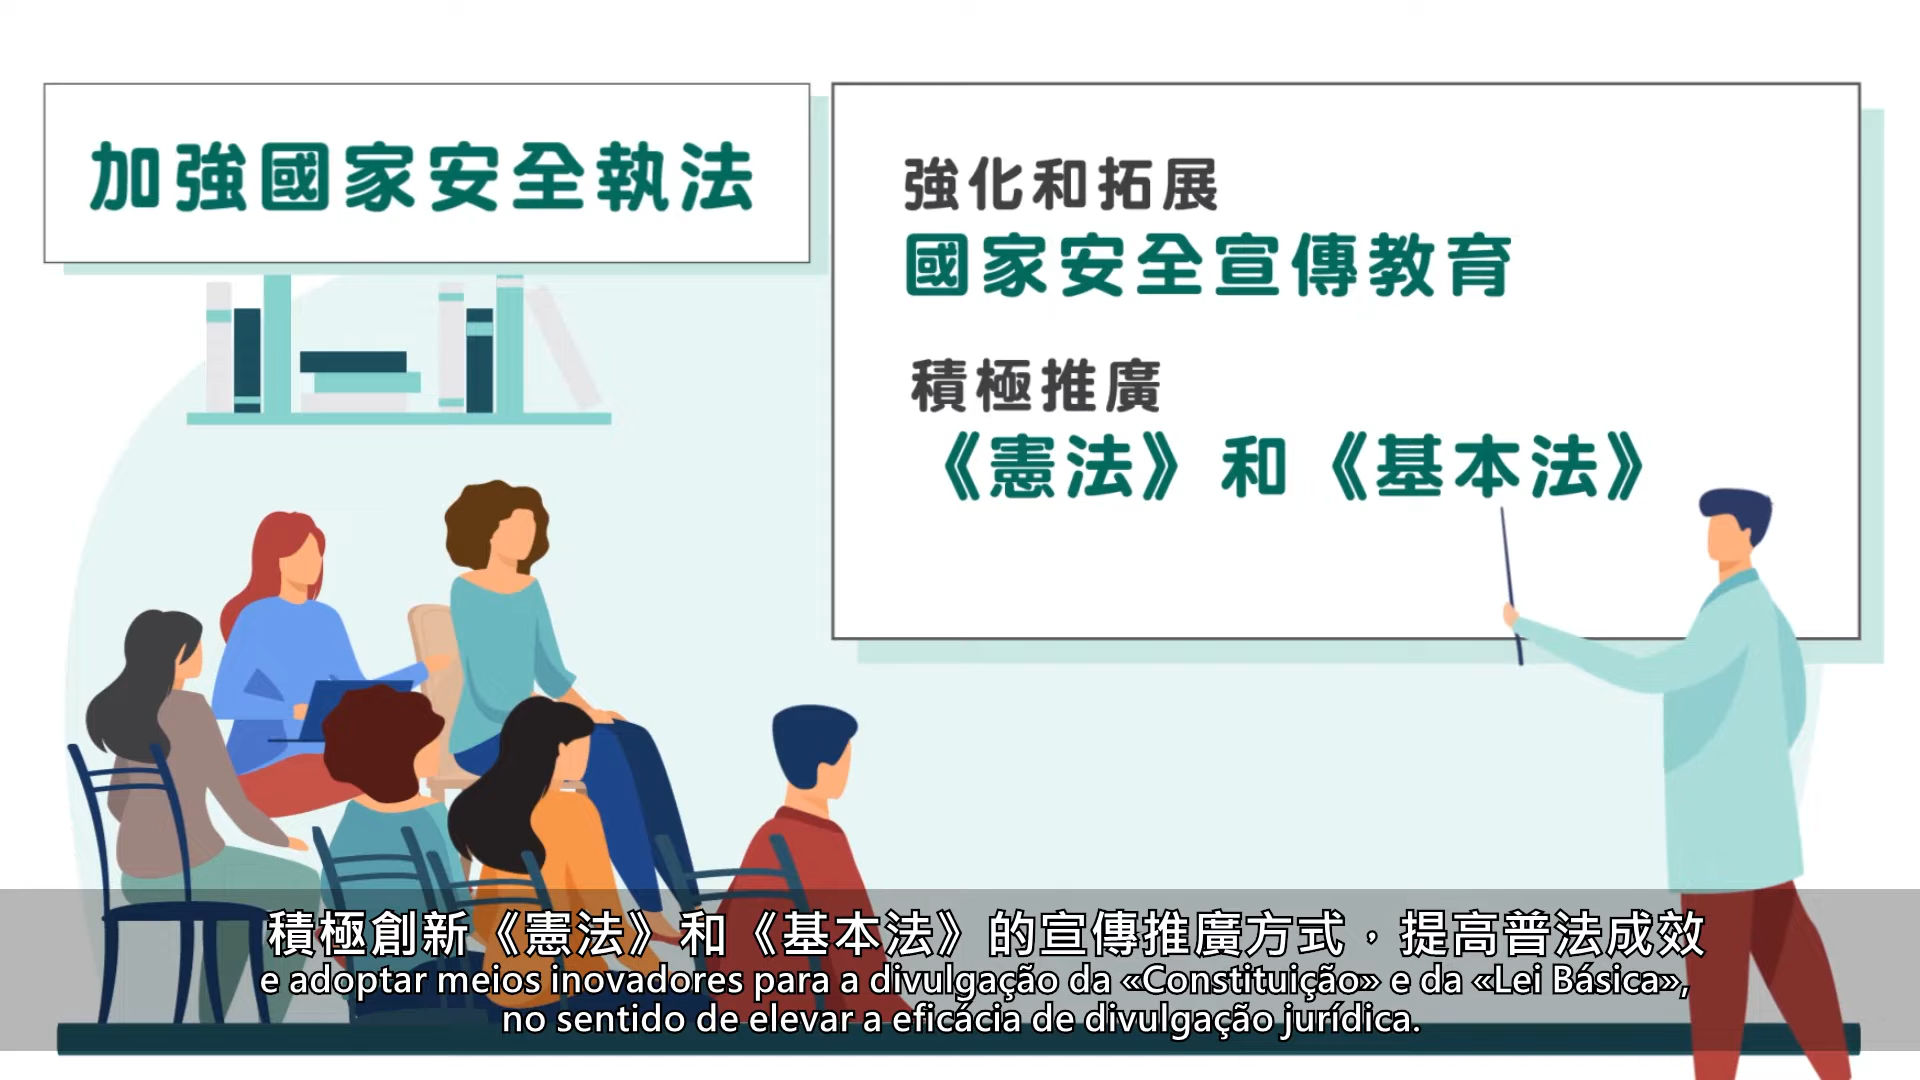 加強國家安全執法
強化和拓展
國家安全宣傳教育
積極推廣
《憲法》和《基本法》
積極創新《憲法》和《基本法》的宣傳推廣方式，提高普法成效
e adoptar meios inovadores para a divulgação da «Constituição» e da «Lei Básica»,
no sentido de elevar a eficácia de divulgação jurídica.